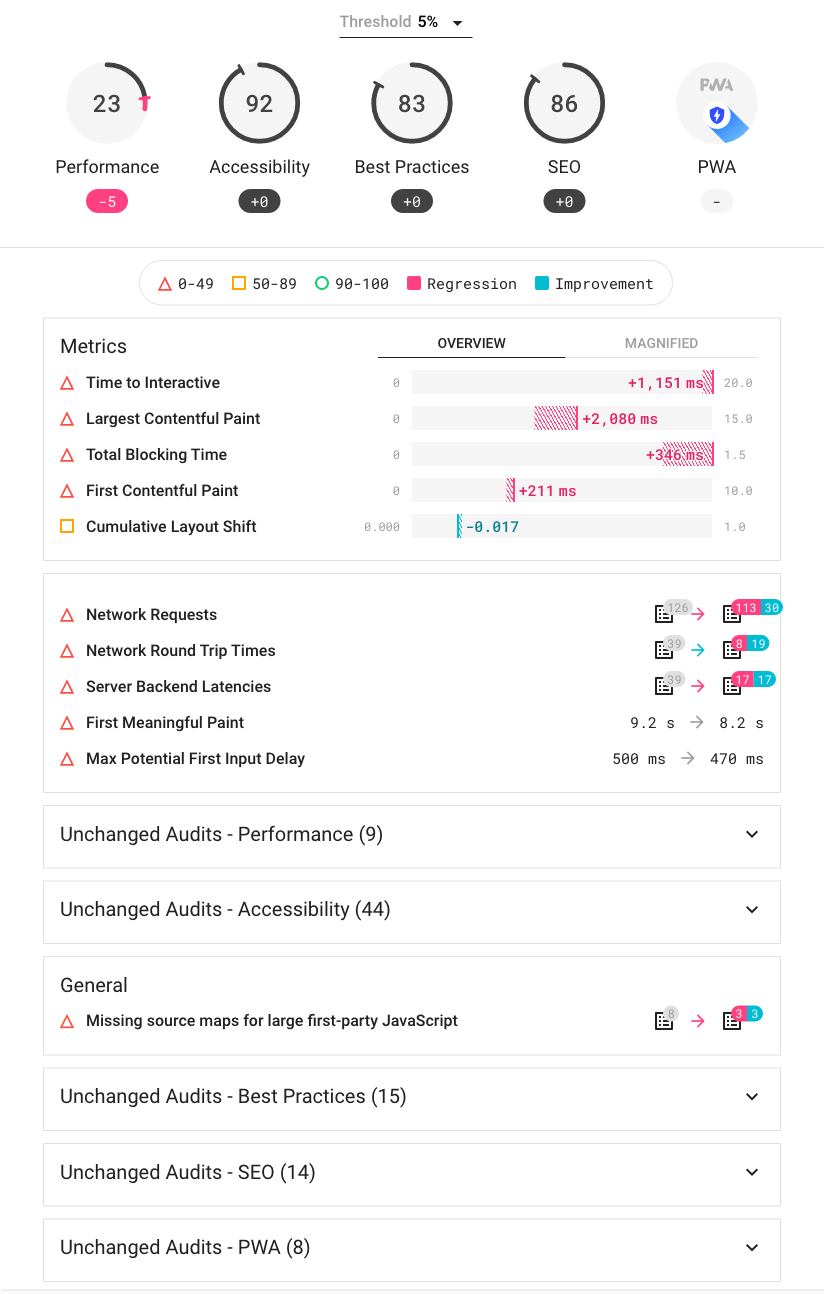 Threshold 5%
23 92 83 86 PWA
Performance Accessibility Best Practices SEO PWA
-5 +0 +0 +0 -
0-49 50-89 90-100 Regression Improvement
Metrics OVERVIEW MAGNIFIED
Time to Interactive 0 +1,151 ms 20.0
Largest Contentful Paint 0 +2,080 ms 15.0
Total Blocking Time 0 +346 ms 1.5
First Contentful Paint 0 +211 ms 10.0
Cumulative Layout Shift 0.000 -0.017 1.0
Network Requests 126 → 113 30
Network Round Trip Times 39 → 8 19
Server Backend Latencies 39 → 17 17
First Meaningful Paint 9.2 s → 8.2 s
Max Potential First Input Delay 500 ms → 470 ms
Unchanged Audits - Performance (9)
Unchanged Audits - Accessibility (44)
General
Missing source maps for large first-party JavaScript 8 → 3 3
Unchanged Audits - Best Practices (15)
Unchanged Audits - SEO (14)
Unchanged Audits - PWA (8)